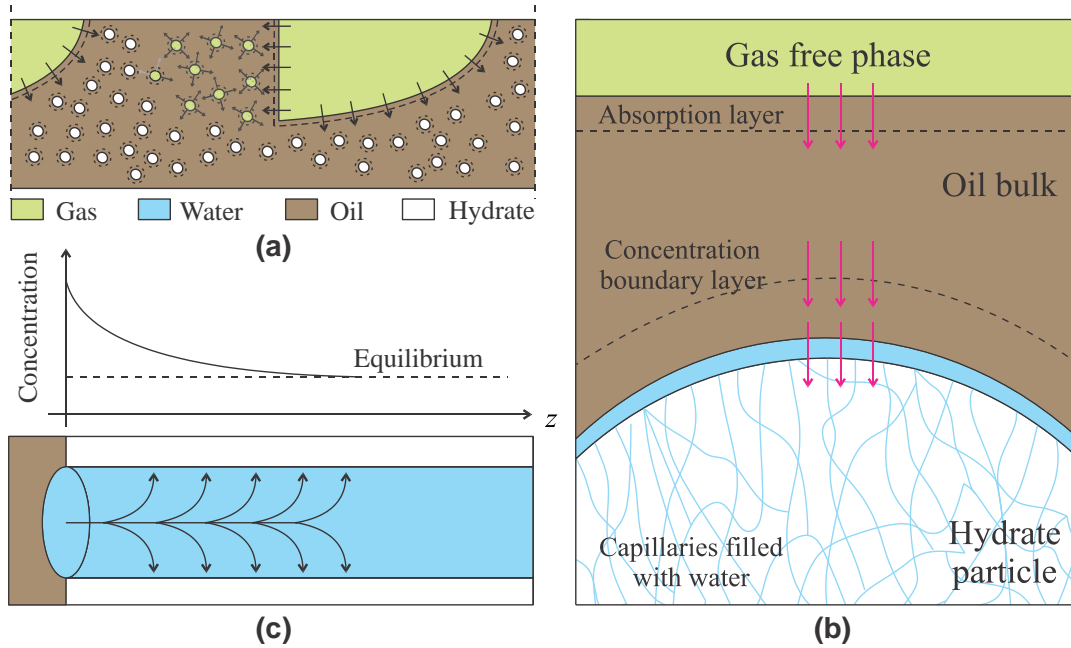 Gas
Water
Oil
Hydrate
(a)
Concentration
Equilibrium
z
(c)
Gas free phase
Absorption layer
Oil bulk
Concentration
boundary layer
Capillaries filled
with water
Hydrate
particle
(b)